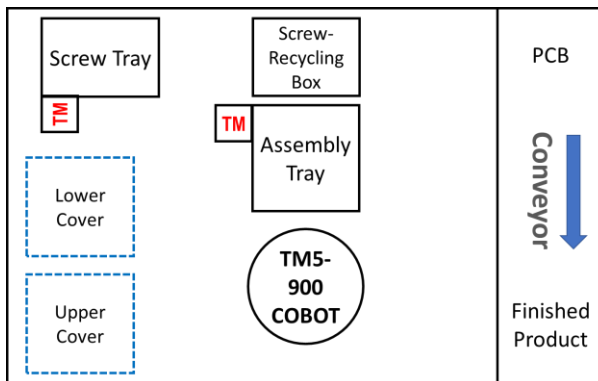 Screw Tray
TM
Screw-
Recycling
Box
TM
Assembly
Tray
Lower
Cover
Upper
Cover
TM5-
900
COBOT
PCB
Conveyor
Finished
Product